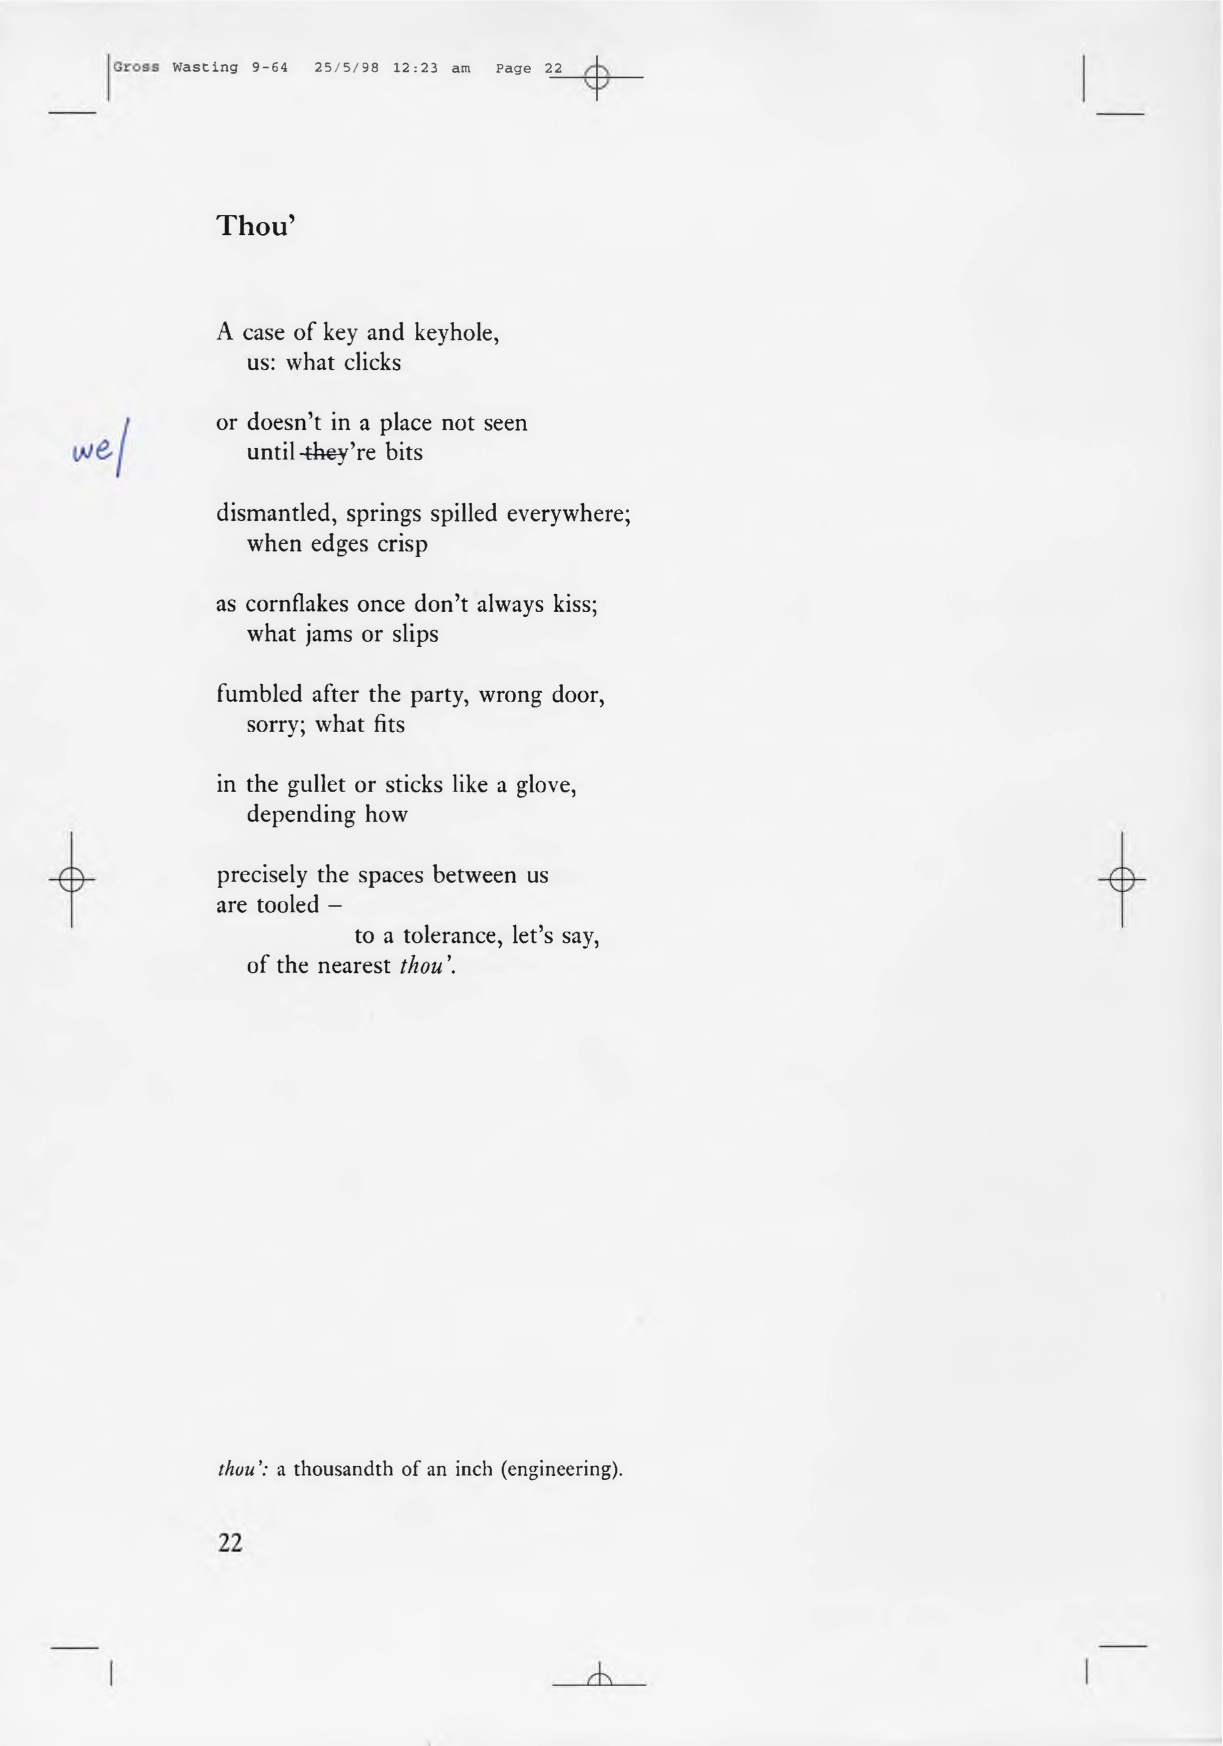 Gross Wasting 9-64 25/5/98 12:23 am Page 22
Thou’
A case of key and keyhole,
us: what clicks
or doesn’t in a place not seen
we/
until they’re bits
dismantled, springs spilled everywhere;
when edges crisp
as cornflakes once don’t always kiss;
what jams or slips
fumbled after the party, wrong door,
sorry; what fits
in the gullet or sticks like a glove,
depending how
precisely the spaces between us
are tooled –
to a tolerance, let’s say,
of the nearest thou’.
thou’: a thousandth of an inch (engineering).
22